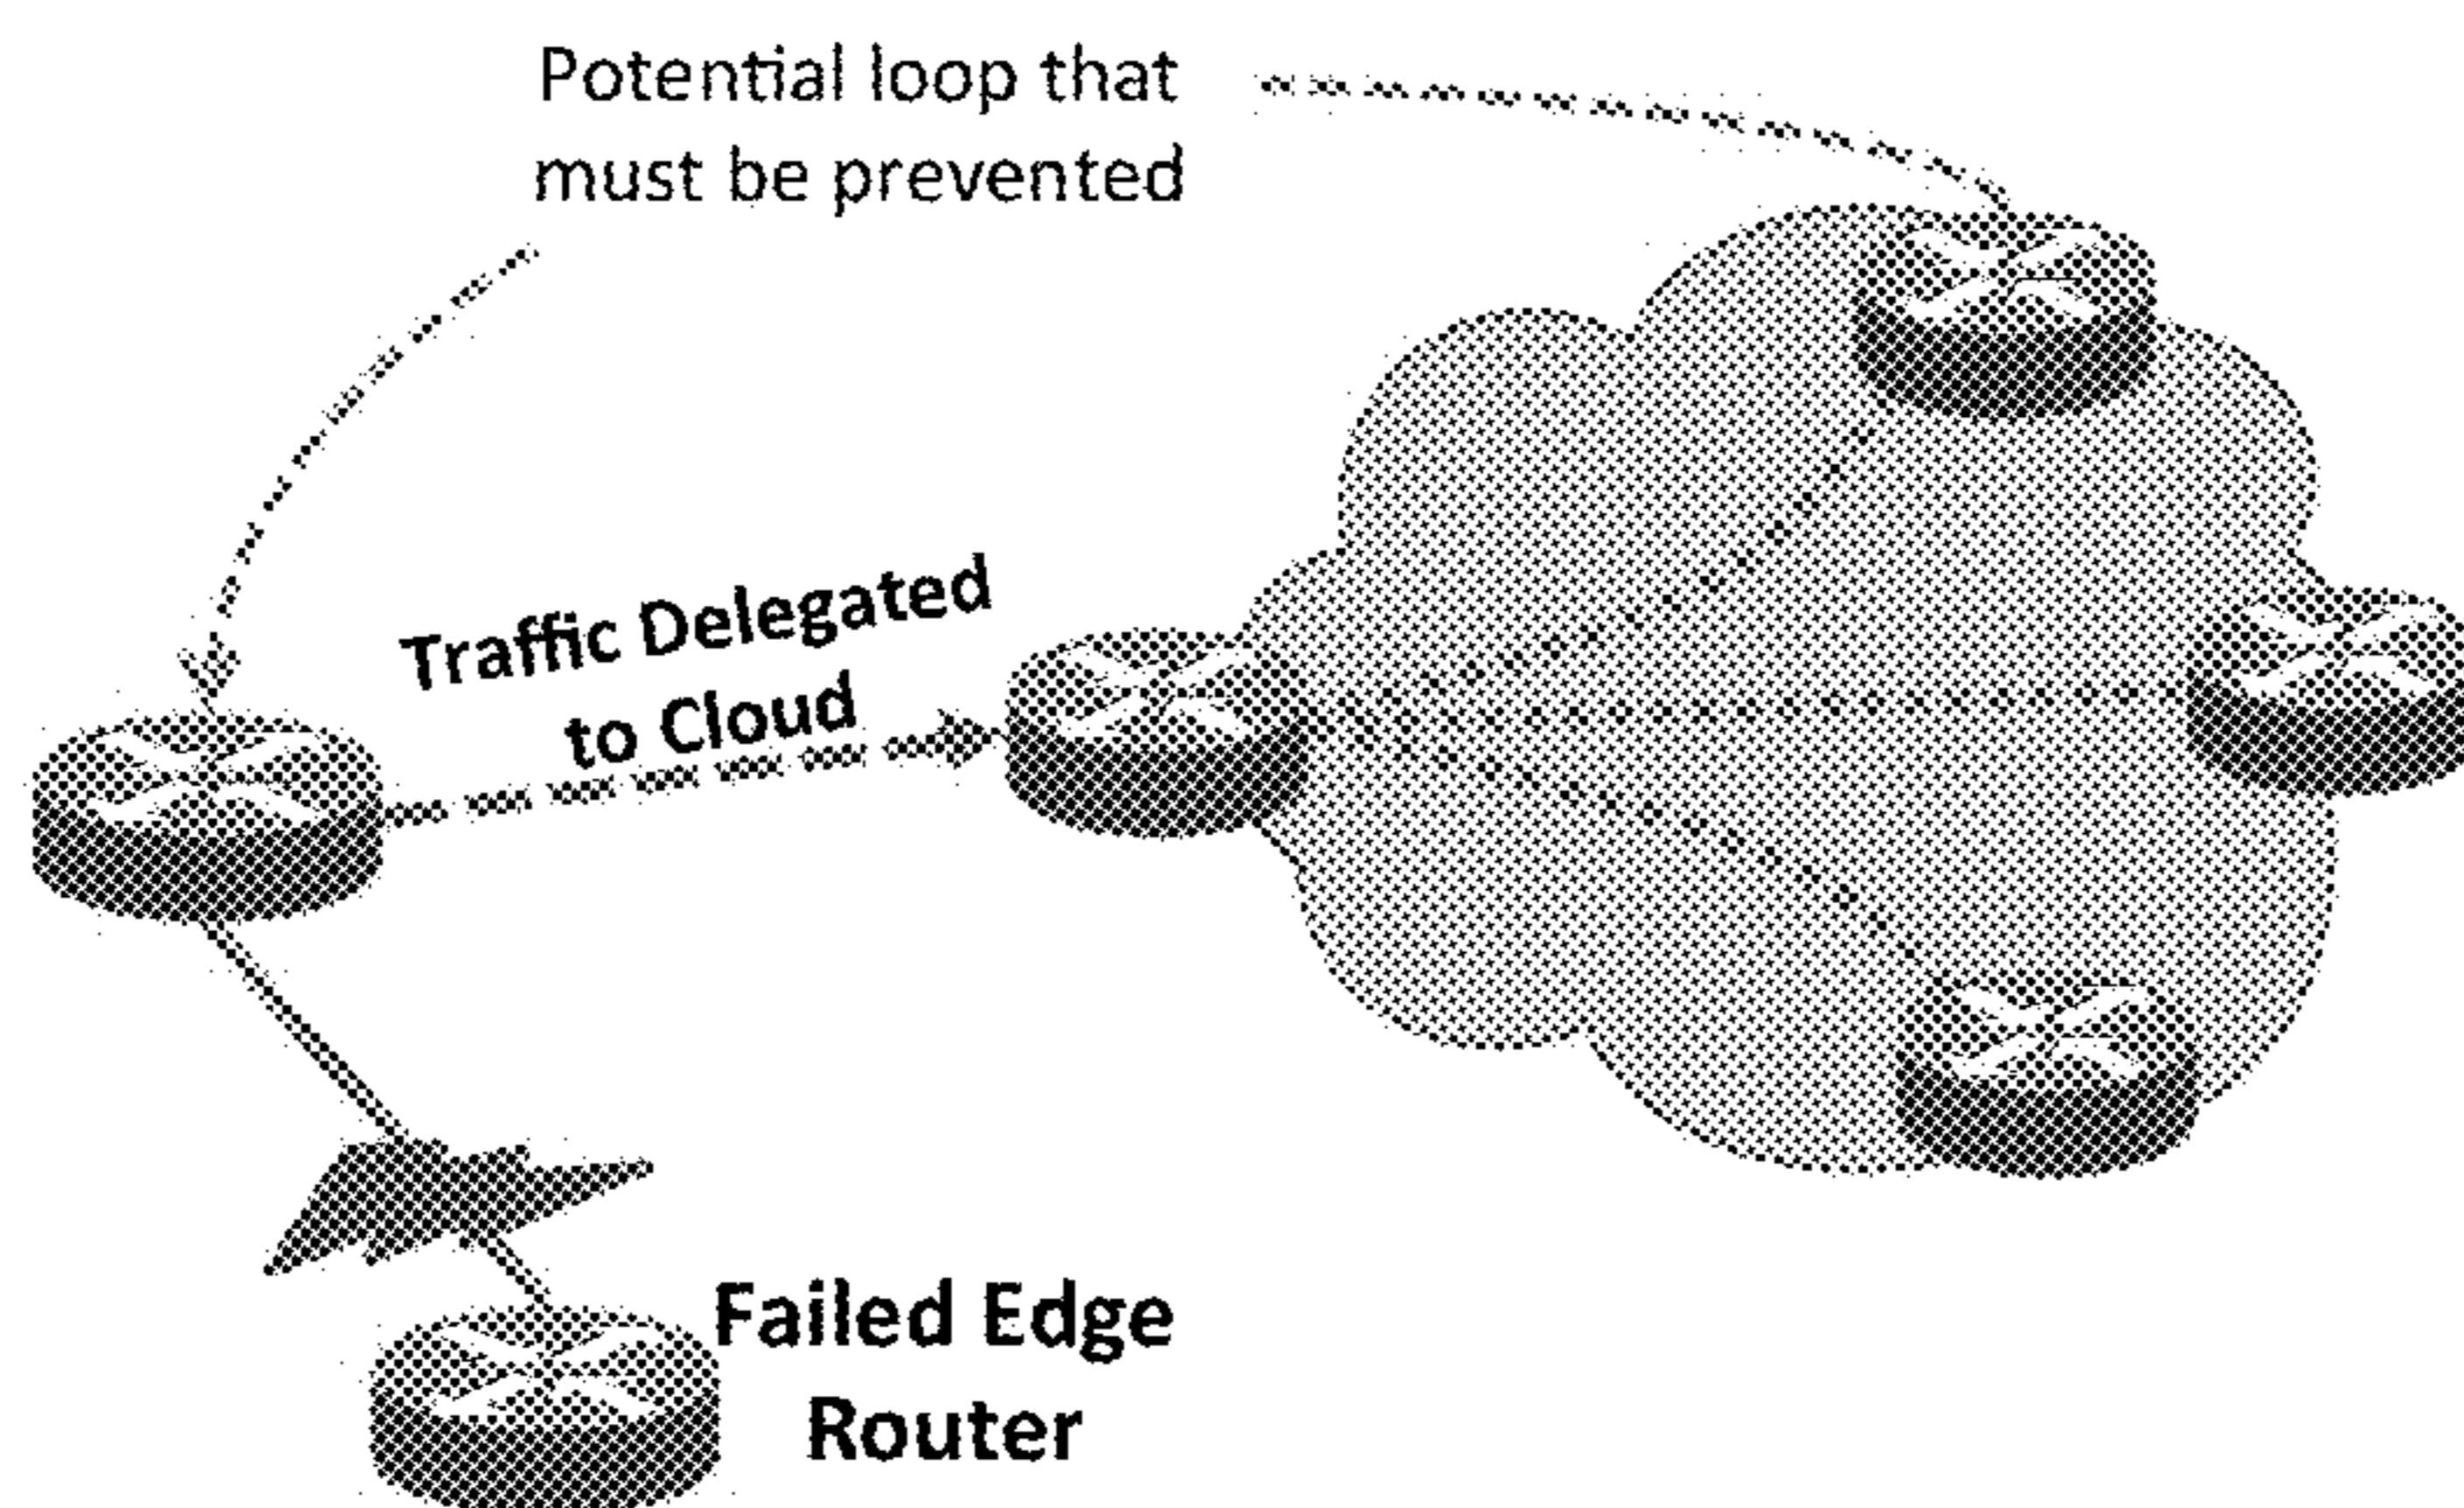 Potential loop that
must be prevented
Traffic Delegated
to Cloud
Failed Edge
Router